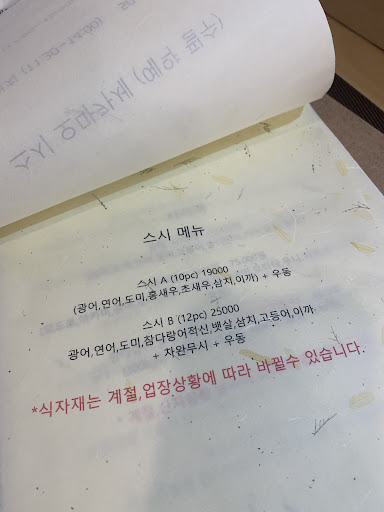 스시 메뉴
스시 A (10pc) 19000
(광어,연어,도미,홍새우,초새우,삼치,이까) + 우동
스시 B (12pc) 25000
광어,연어,도미,참다랑어적신,뱃살,삼치,고등어,이까
+ 차완무시 + 우동
*식자재는 계절,업장상황에 따라 바뀔수 있습니다.